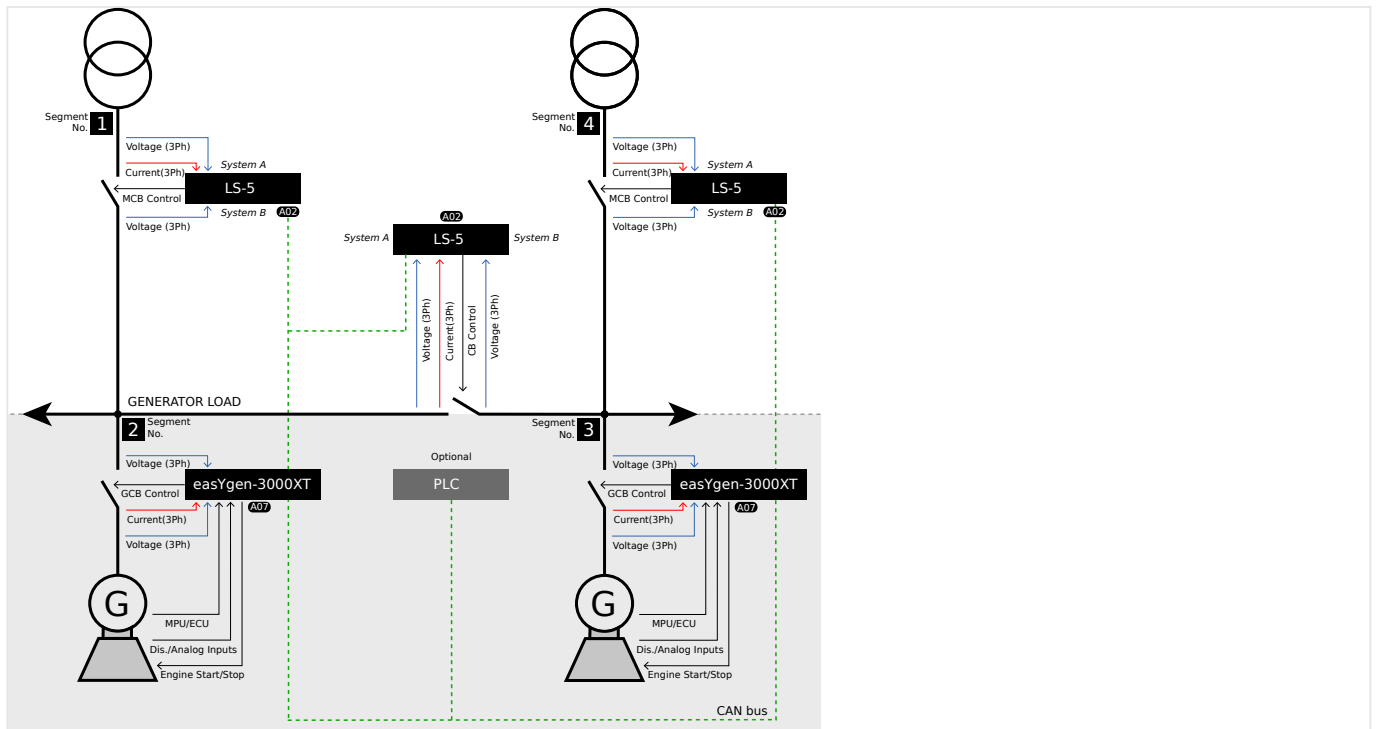 Segment
No.
1
Voltage (3Ph)
System A
Current(3Ph)
LS-5
MCB Control
System B
A02
Voltage (3Ph)
Segment
No.
4
Voltage (3Ph)
System A
Current(3Ph)
LS-5
MCB Control
System B
A02
Voltage (3Ph)
A02
System A
LS-5
System B
Voltage (3Ph)
Current(3Ph)
CB Control
Voltage (3Ph)
GENERATOR LOAD
2
Segment
No.
Segment
No.
3
Voltage (3Ph)
easYgen-3000XT
GCB Control
A07
Current(3Ph)
Voltage (3Ph)
G
MPU/ECU
Dis./Analog Inputs
Engine Start/Stop
Optional
PLC
Voltage (3Ph)
easYgen-3000XT
GCB Control
A07
Current(3Ph)
Voltage (3Ph)
G
MPU/ECU
Dis./Analog Inputs
Engine Start/Stop
CAN bus